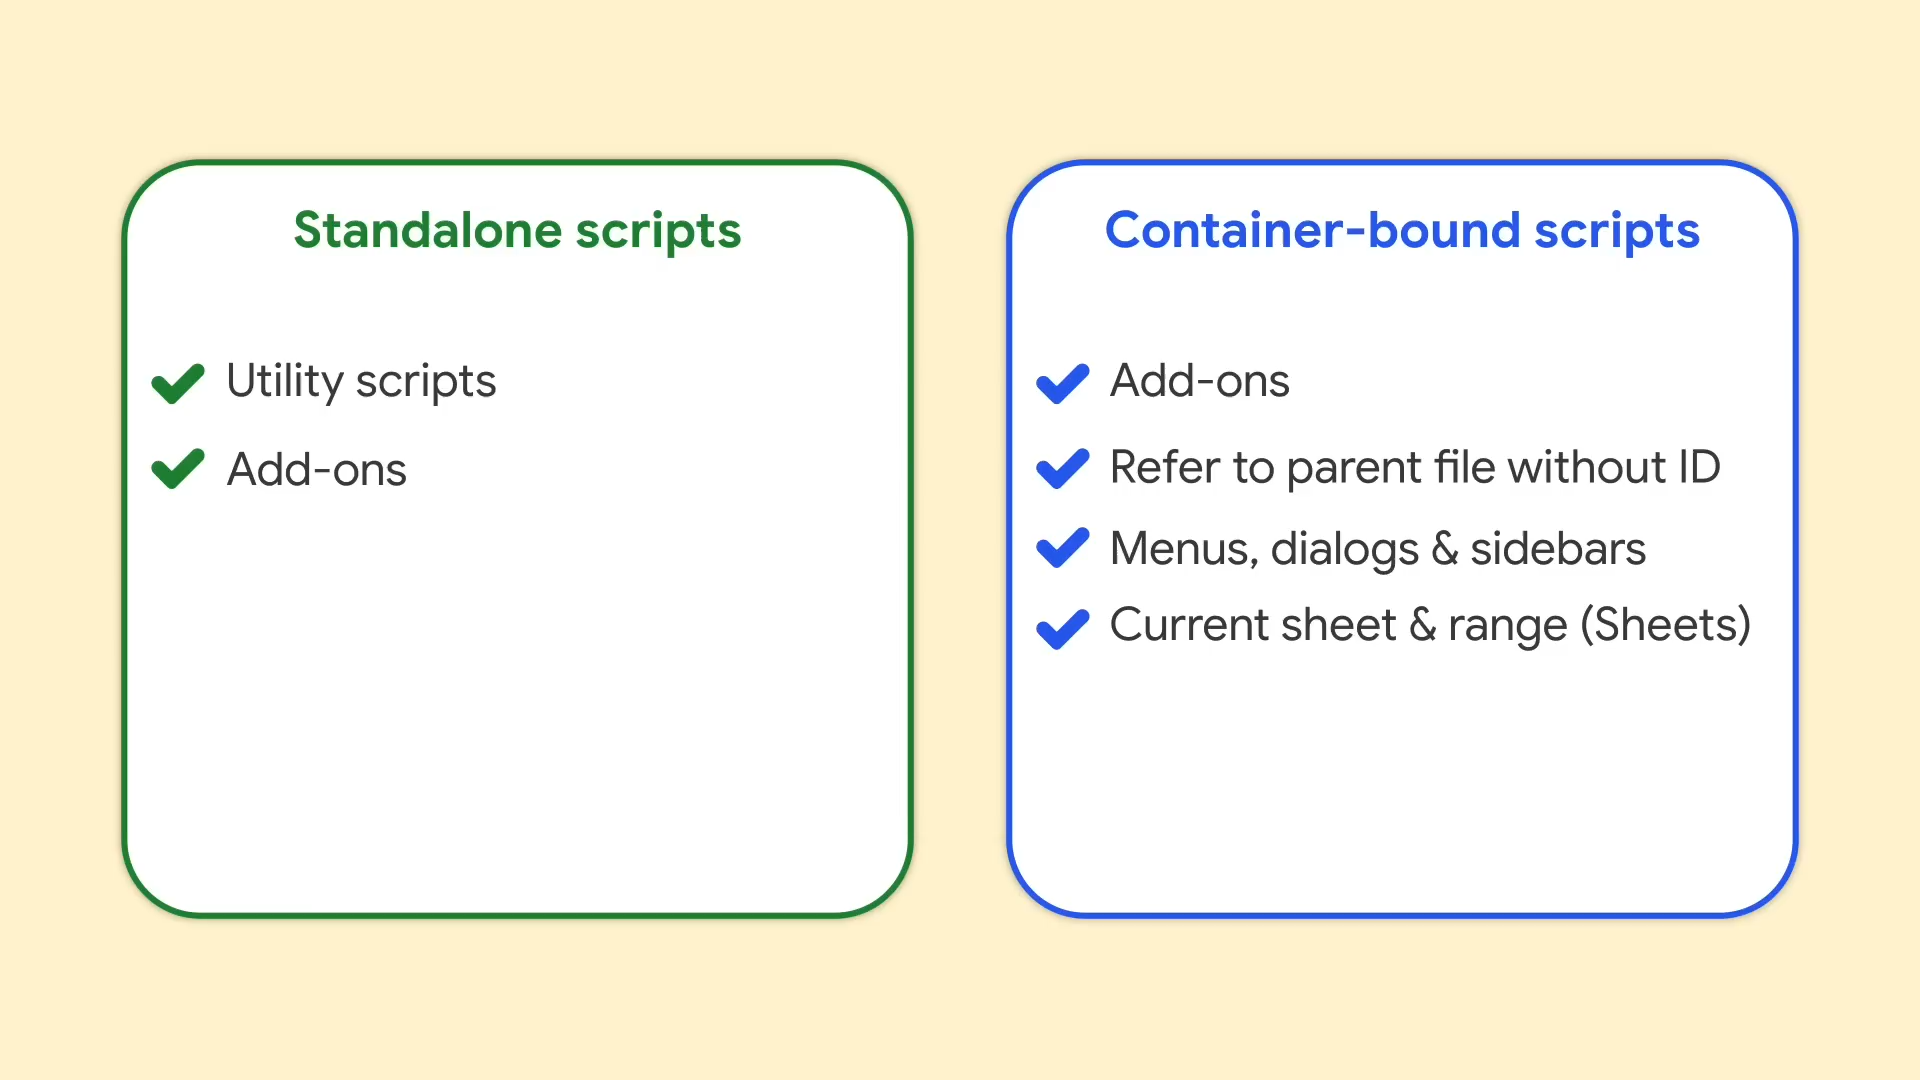 Standalone scripts
Utility scripts
Add-ons
Container-bound scripts
Add-ons
Refer to parent file without ID
Menus, dialogs & sidebars
Current sheet & range (Sheets)